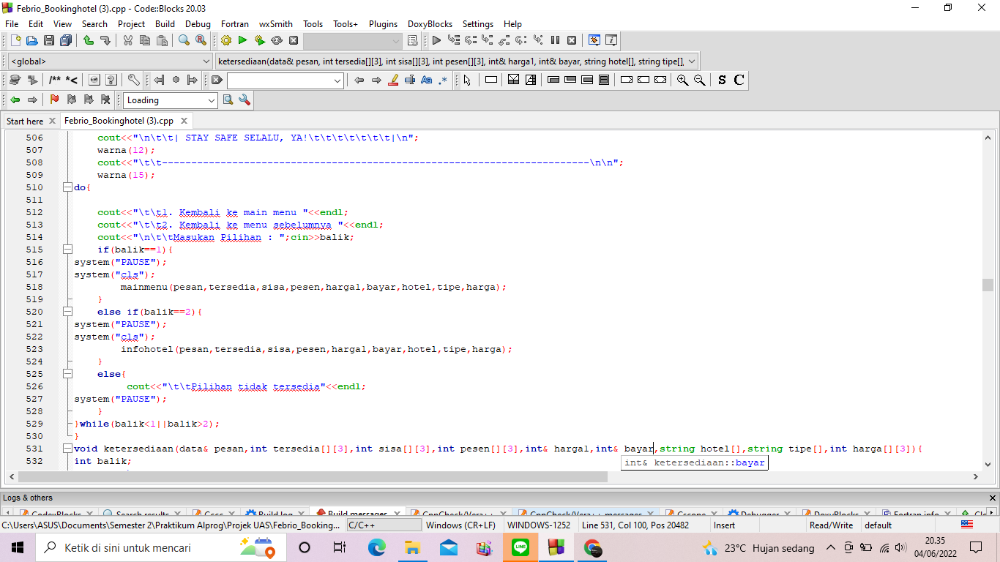 Febrio_Bookinghotel (3).cpp - Code::Blocks 20.03
File Edit View Search Project Build Debug Fortran wxSmith Tools Tools+ Plugins DoxyBlocks Settings Help
<global> ketersediaan(data& pesan, int tersedia[][3], int sisa[][3], int pesen[][3], int& harga1, int& bayar, string hotel[], string tipe[],
/** *< Aa .* S C
Loading
Start here Febrio_Bookinghotel (3).cpp
506 cout<<"\n\t\t| STAY SAFE SELALU, YA!\t\t\t\t\t\t\t|\n";
507 warna(12);
508 cout<<"\t\t-------------------------------------------------------------------------\n\n";
509 warna(15);
510 do{
511
512 cout<<"\t\t1. Kembali ke main menu "<<endl;
513 cout<<"\t\t2. Kembali ke menu sebelumnya "<<endl;
514 cout<<"\n\t\tMasukan Pilihan : ";cin>>balik;
515 if(balik==1){
516 system("PAUSE");
517 system("cls");
518 mainmenu(pesan,tersedia,sisa,pesen,harga1,bayar,hotel,tipe,harga);
519 }
520 else if(balik==2){
521 system("PAUSE");
522 system("cls");
523 infohotel(pesan,tersedia,sisa,pesen,harga1,bayar,hotel,tipe,harga);
524 }
525 else{
526 cout<<"\t\tPilihan tidak tersedia"<<endl;
527 system("PAUSE");
528 }
529 }while(balik<1||balik>2);
530 }
531 void ketersediaan(data& pesan,int tersedia[][3],int sisa[][3],int pesen[][3],int& harga1,int& bayar,string hotel[],string tipe[],int harga[][3]){
532 int balik;
int& ketersediaan::bayar
Logs & others
Code::Blocks Search results Cccc Build log Build messages CppCheck/Vera++ CppCheck/Vera++ messages Cscope Debugger DoxyBlocks Fortran info
C:\Users\ASUS\Documents\Semester 2\Praktikum Alprog\Projek UAS\Febrio_Booking... C/C++ Windows (CR+LF) WINDOWS-1252 Line 531, Col 100, Pos 20482 Insert Read/Write default
Ketik di sini untuk mencari 23°C Hujan sedang 20.35
04/06/2022